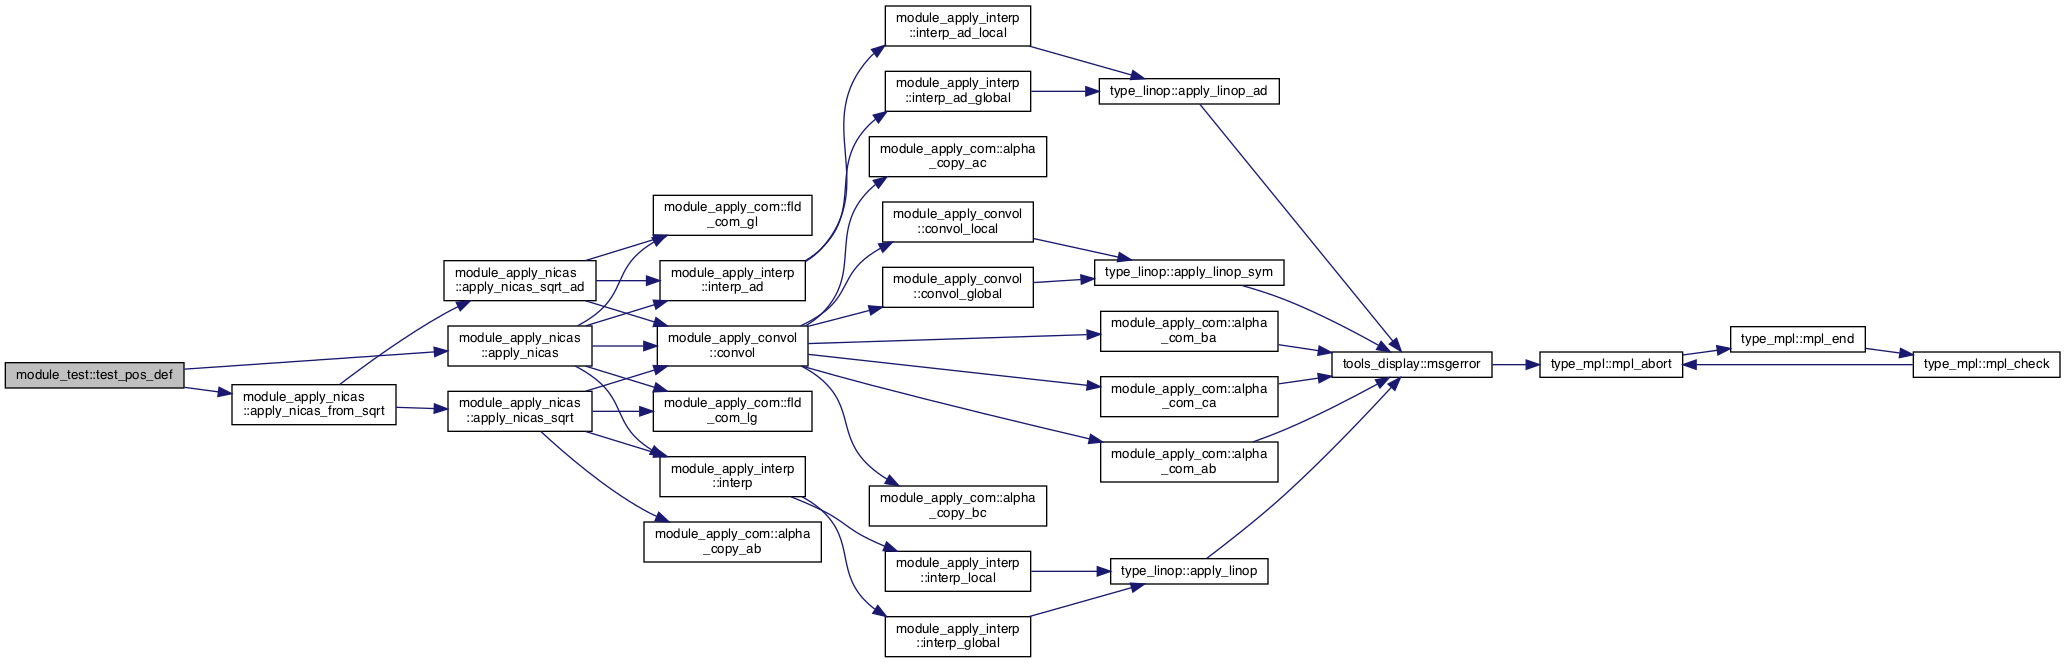 module_test::test_pos_def
module_apply_nicas
::apply_nicas_from_sqrt
module_apply_nicas
::apply_nicas_sqrt_ad
module_apply_nicas
::apply_nicas
module_apply_nicas
::apply_nicas_sqrt
module_apply_com::fld
_com_gl
module_apply_interp
::interp_ad
module_apply_convol
::convol
module_apply_com::fld
_com_lg
module_apply_interp
::interp
module_apply_com::alpha
_copy_ab
module_apply_interp
::interp_ad_local
module_apply_interp
::interp_ad_global
module_apply_com::alpha
_copy_ac
module_apply_convol
::convol_local
module_apply_convol
::convol_global
module_apply_com::alpha
_copy_bc
module_apply_interp
::interp_local
module_apply_interp
::interp_global
type_linop::apply_linop_ad
type_linop::apply_linop_sym
module_apply_com::alpha
_com_ba
module_apply_com::alpha
_com_ca
module_apply_com::alpha
_com_ab
type_linop::apply_linop
tools_display::msgerror
type_mpl::mpl_abort
type_mpl::mpl_end
type_mpl::mpl_check